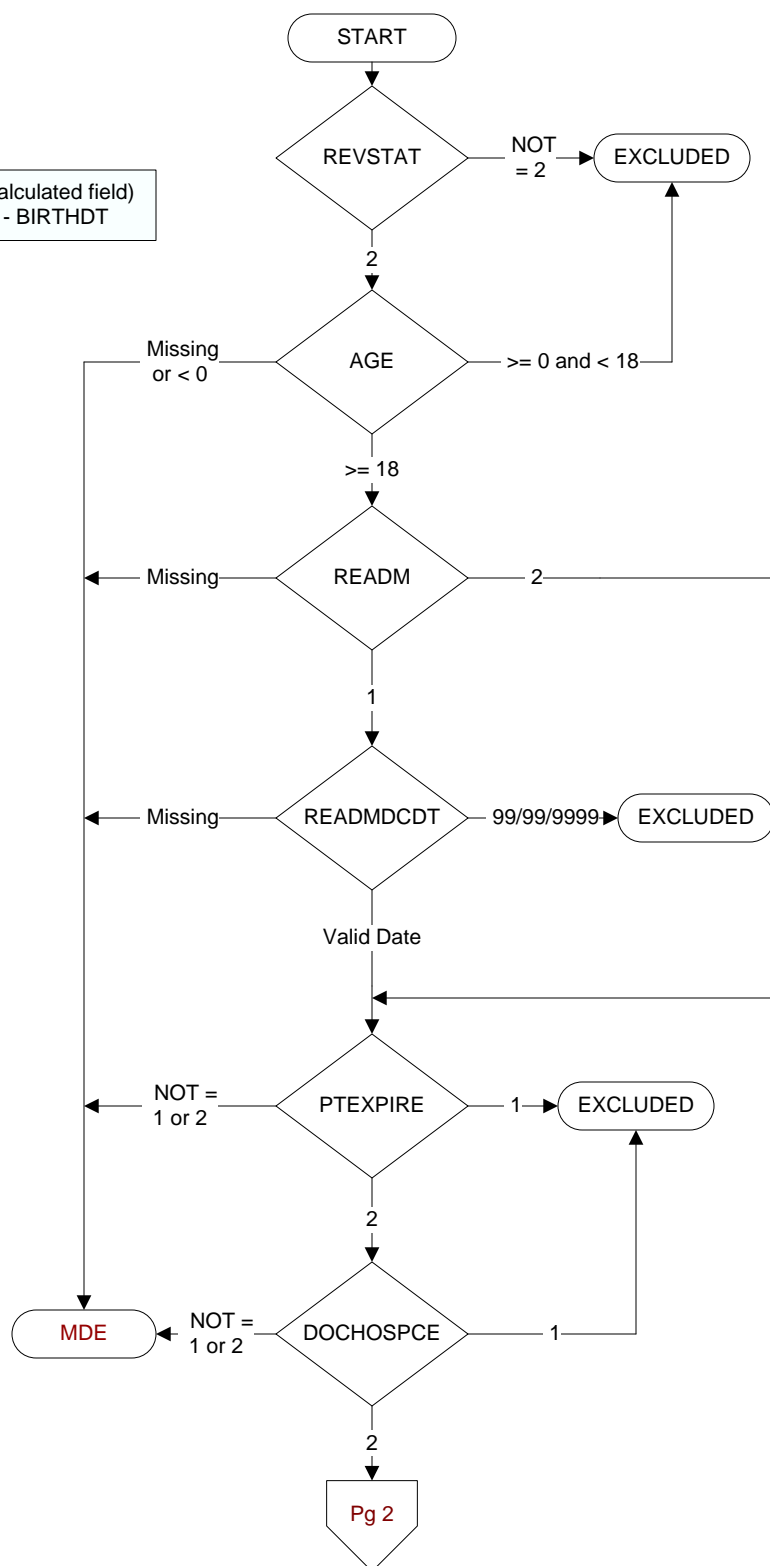 START
REVSTAT
NOT
= 2
EXCLUDED
alculated field)
- BIRTHDT
2
Missing
or < 0
AGE
>= 0 and < 18
>= 18
Missing
READM
2
1
Missing
READMDCDT
99/99/9999
EXCLUDED
Valid Date
NOT =
1 or 2
PTEXPIRE
1
EXCLUDED
2
MDE
NOT =
1 or 2
DOCHOSPCE
1
2
Pg 2